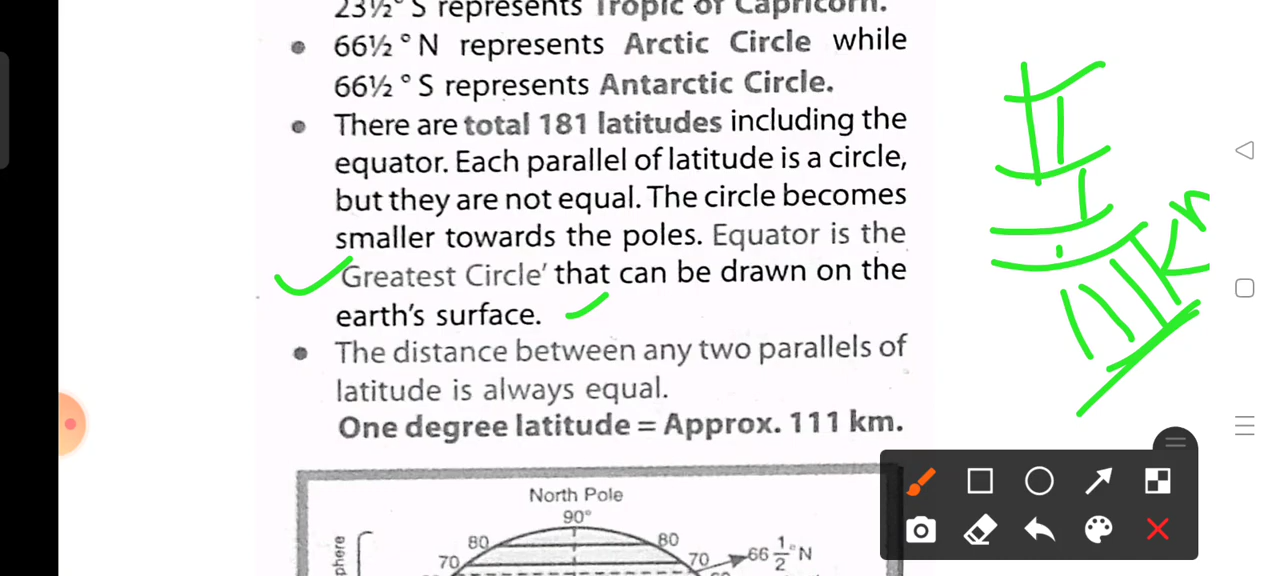 23½° S represents Tropic of Capricorn.
• 66½ ° N represents Arctic Circle while
66½ ° S represents Antarctic Circle.
• There are total 181 latitudes including the
equator. Each parallel of latitude is a circle,
but they are not equal. The circle becomes
smaller towards the poles. Equator is the
'Greatest Circle' that can be drawn on the
earth's surface.
• The distance between any two parallels of
latitude is always equal.
One degree latitude = Approx. 111 km.
111 K
North Pole
90°
80 80
70 70 66 1/2°N